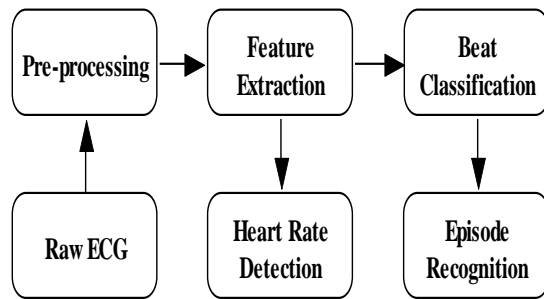 Pre-processing
Feature
Extraction
Beat
Classification
Raw ECG
Heart Rate
Detection
Episode
Recognition